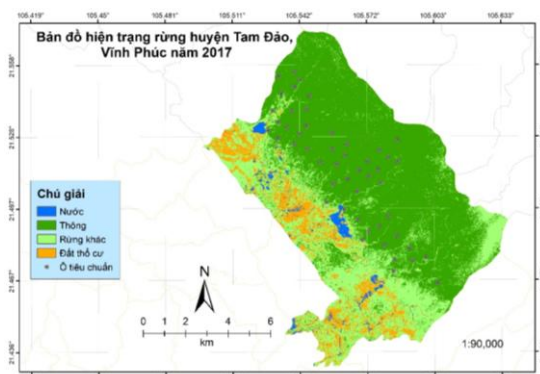 105.419 105.45 105.481 105.511 105.542 105.572 105.603 105.633
Bản đồ hiện trạng rừng huyện Tam Đảo,
Vĩnh Phúc năm 2017
21.558
21.528
21.497
21.467
21.436
Chú giải
Nước
Thông
Rừng khác
Đất thổ cư
Ô tiêu chuẩn
N
0 1 2 4 6
km
1:90,000